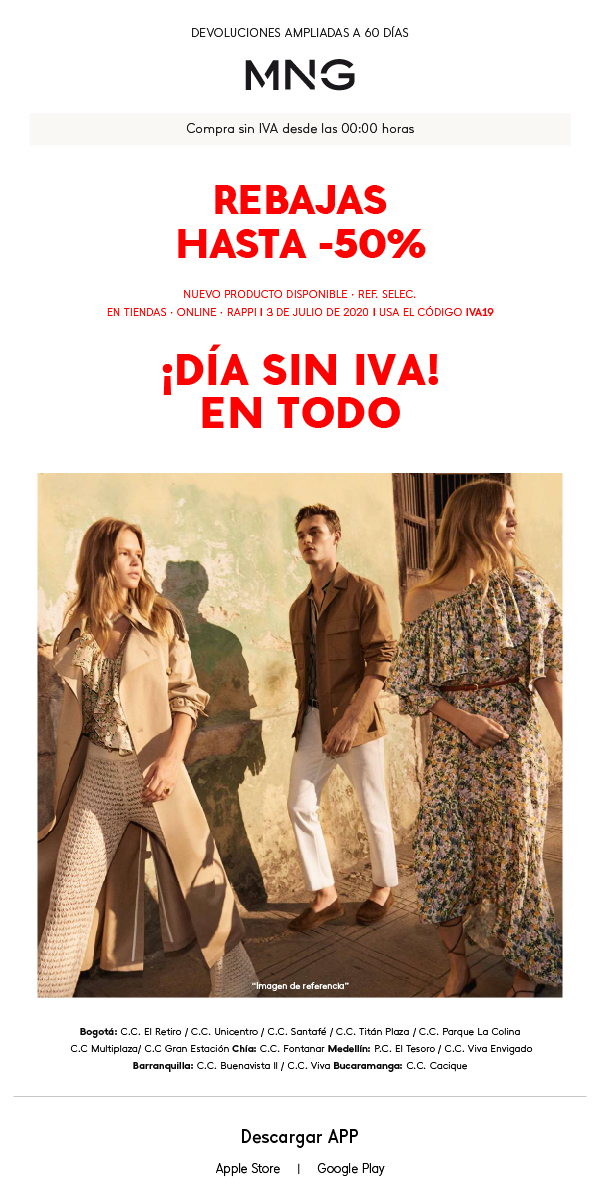 DEVOLUCIONES AMPLIADAS A 60 DÍAS
MNG
Compra sin IVA desde las 00:00 horas
REBAJAS
HASTA -50%
NUEVO PRODUCTO DISPONIBLE · REF. SELEC.
EN TIENDAS · ONLINE · RAPPI I 3 DE JULIO DE 2020 I USA EL CÓDIGO IVA19
¡DÍA SIN IVA!
EN TODO
"Imagen de referencia"
Bogotá: C.C. El Retiro / C.C. Unicentro / C.C. Santafé / C.C. Titán Plaza / C.C. Parque La Colina
C.C Multiplaza/ C.C Gran Estación Chía: C.C. Fontanar Medellín: P.C. El Tesoro / C.C. Viva Envigado
Barranquilla: C.C. Buenavista II / C.C. Viva Bucaramanga: C.C. Cacique
Descargar APP
Apple Store | Google Play